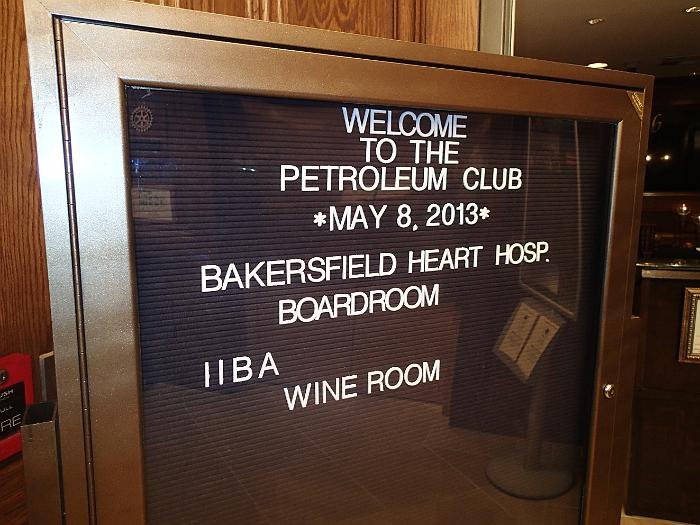 WELCOME
TO THE
PETROLEUM CLUB
*MAY 8, 2013*
BAKERSFIELD HEART HOSP.
BOARDROOM
IIBA
WINE ROOM